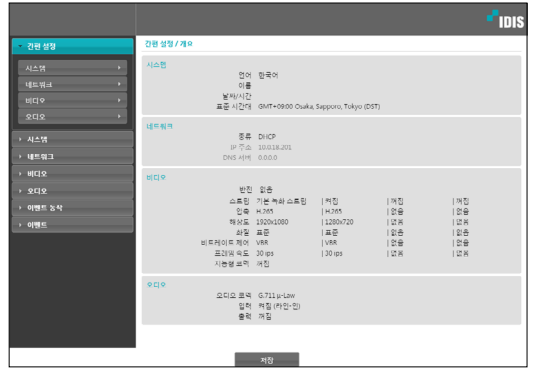 IDIS
간편 설정
시스템
네트워크
비디오
오디오
시스템
네트워크
비디오
오디오
이벤트 동작
이벤트
간편 설정 / 개요
시스템
언어 한국어
이름
날짜/시간
표준 시간대 GMT+09:00 Osaka, Sapporo, Tokyo (DST)
네트워크
종류 DHCP
IP 주소 10.0.18.201
DNS 서버 0.0.0.0
비디오
반전 없음
스트림 기본 녹화 스트림 | 켜짐 | 꺼짐 | 꺼짐
압축 H.265 | H.265 | 없음 | 없음
해상도 1920x1080 | 1280x720 | 없음 | 없음
화질 표준 | 표준 | 없음 | 없음
비트레이트 제어 VBR | VBR | 없음 | 없음
프레임 속도 30 ips | 30 ips | 없음 | 없음
지능형 코덱 꺼짐
오디오
오디오 코덱 G.711 μ-Law
입력 켜짐 (라인-인)
출력 꺼짐
저장